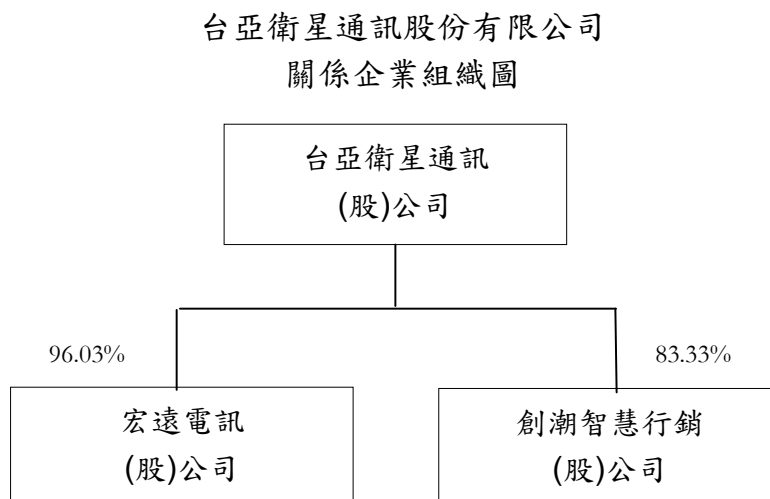 台亞衛星通訊股份有限公司
關係企業組織圖
台亞衛星通訊
(股)公司
96.03%
83.33%
宏遠電訊
(股)公司
創潮智慧行銷
(股)公司